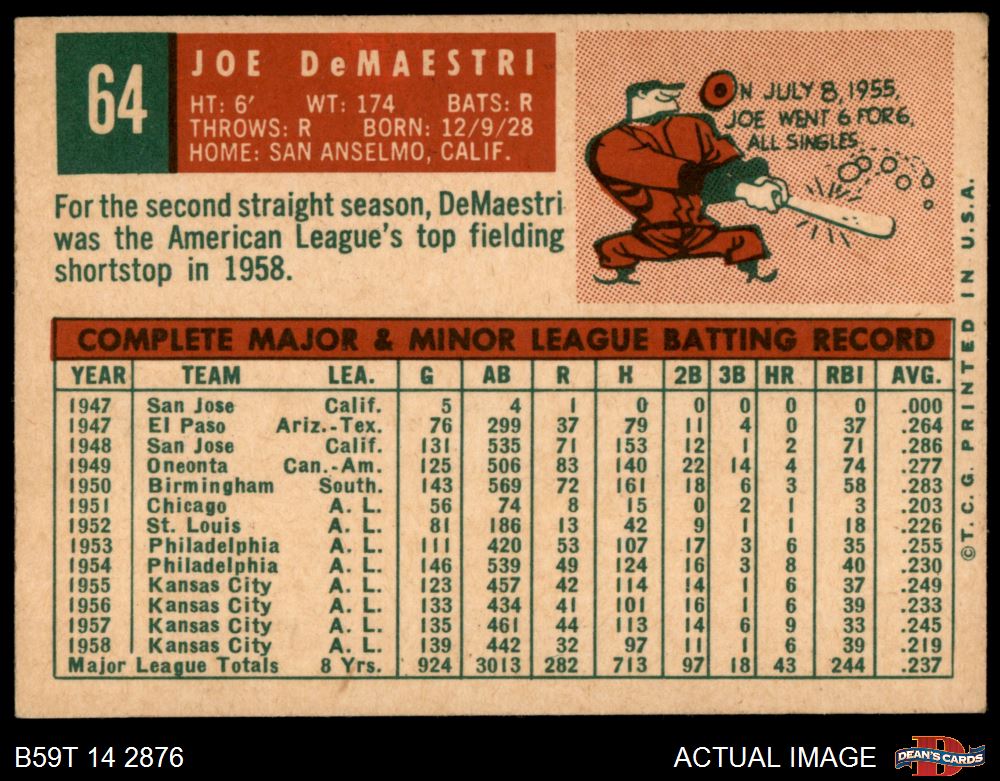 64
JOE DeMAESTRI
HT: 6' WT: 174 BATS: R
THROWS: R BORN: 12/9/28
HOME: SAN ANSELMO, CALIF.
ON JULY 8, 1955,
JOE WENT 6 FOR 6,
ALL SINGLES
For the second straight season, DeMaestri
was the American League's top fielding
shortstop in 1958.
COMPLETE MAJOR & MINOR LEAGUE BATTING RECORD
YEAR TEAM LEA. G AB R H 2B 3B HR RBI AVG.
1947 San Jose Calif. 5 4 1 0 0 0 0 0 .000
1947 El Paso Ariz.-Tex. 76 299 37 79 11 4 0 37 .264
1948 San Jose Calif. 131 535 71 153 12 1 2 71 .286
1949 Oneonta Can.-Am. 125 506 83 140 22 14 4 74 .277
1950 Birmingham South. 143 569 72 161 18 6 3 58 .283
1951 Chicago A. L. 56 74 8 15 0 2 1 3 .203
1952 St. Louis A. L. 81 186 13 42 9 1 1 18 .226
1953 Philadelphia A. L. 111 420 53 107 17 3 6 35 .255
1954 Philadelphia A. L. 146 539 49 124 16 3 8 40 .230
1955 Kansas City A. L. 123 457 42 114 14 1 6 37 .249
1956 Kansas City A. L. 133 434 41 101 16 1 6 39 .233
1957 Kansas City A. L. 135 461 44 113 14 6 9 33 .245
1958 Kansas City A. L. 139 442 32 97 11 1 6 39 .219
Major League Totals 8 Yrs. 924 3013 282 713 97 18 43 244 .237
©T. C. G. PRINTED IN U.S.A.
B59T 14 2876
ACTUAL IMAGE
DEAN'S CARDS